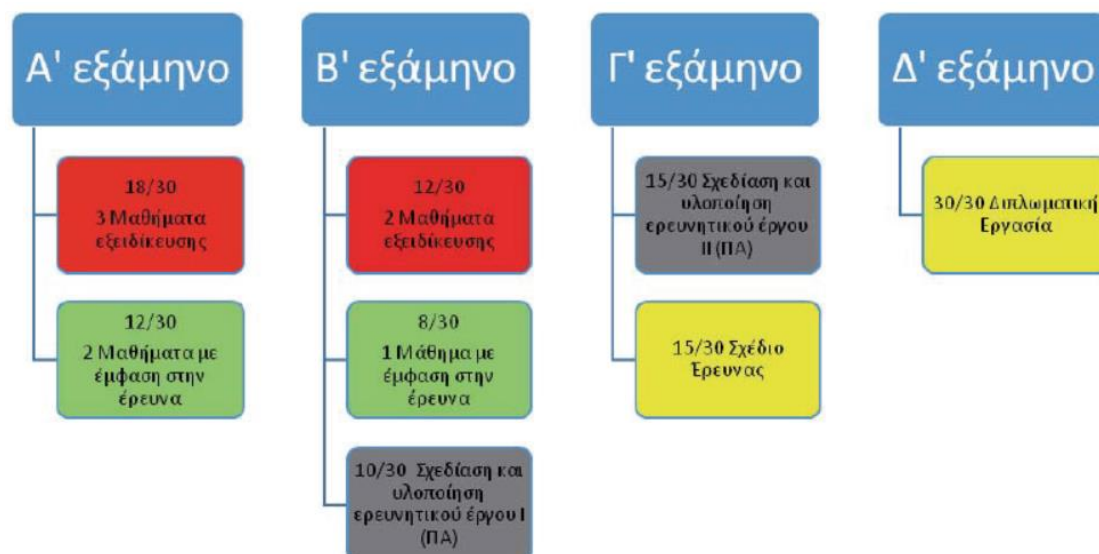 Α' εξάμηνο
18/30
3 Μαθήματα
εξειδίκευσης
12/30
2 Μαθήματα με
έμφαση στην
έρευνα
Β' εξάμηνο
12/30
2 Μαθήματα
εξειδίκευσης
8/30
1 Μάθημα με
έμφαση στην
έρευνα
10/30 Σχεδίαση και
υλοποίηση
ερευνητικού έργου Ι
(ΠΑ)
Γ' εξάμηνο
15/30 Σχεδίαση και
υλοποίηση
ερευνητικού έργου
ΙΙ (ΠΑ)
15/30 Σχέδιο
Έρευνας
Δ' εξάμηνο
30/30 Διπλωματική
Εργασία